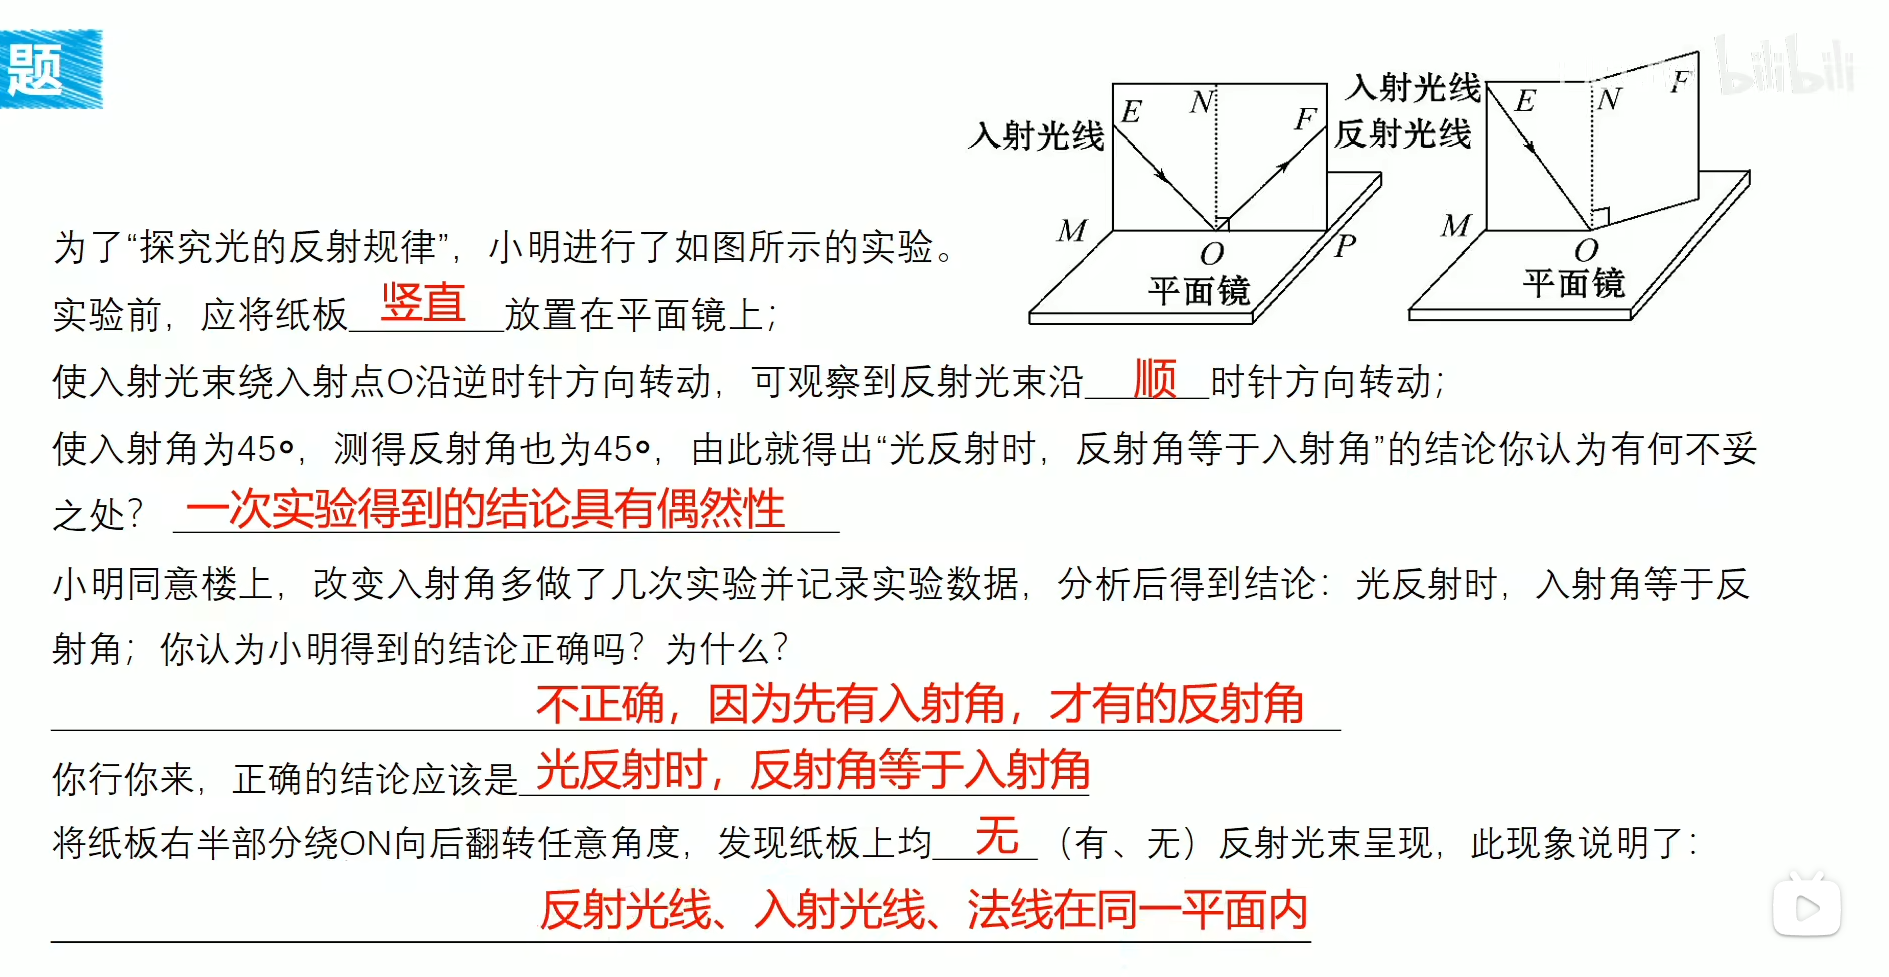 题
bilibili
入射光线
E
N
F
M
O
P
平面镜
入射光线
反射光线
E
N
F
M
O
平面镜
为了“探究光的反射规律”，小明进行了如图所示的实验。
实验前，应将纸板竖直放置在平面镜上；
使入射光束绕入射点O沿逆时针方向转动，可观察到反射光束沿顺时针方向转动；
使入射角为45°，测得反射角也为45°，由此就得出“光反射时，反射角等于入射角”的结论你认为有何不妥
之处？一次实验得到的结论具有偶然性
小明同意楼上，改变入射角多做了几次实验并记录实验数据，分析后得到结论：光反射时，入射角等于反
射角；你认为小明得到的结论正确吗？为什么？
不正确，因为先有入射角，才有的反射角
你行你来，正确的结论应该是光反射时，反射角等于入射角
将纸板右半部分绕ON向后翻转任意角度，发现纸板上均无（有、无）反射光束呈现，此现象说明了：
反射光线、入射光线、法线在同一平面内